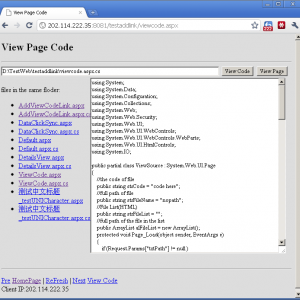 View Page Code
202.114.222.35:8081/testaddlink/viewcode.aspx
View Page Code
D:\TestWeb\testaddlink\viewcode.aspx.cs
View Code
View Page
files in the same floder:
AddViewCodeLink.aspx
AddViewCodeLink.aspx.cs
DataClickSync.aspx
DataClickSync.aspx.cs
Default.aspx
Default.aspx.cs
DetailsView.aspx
DetailsView.aspx.cs
ViewCode.aspx
ViewCode.aspx.cs
测试中文标题
_testUNICharacter.aspx
测试中文标题
_testUNICharacter.aspx.cs
using System;
using System.Data;
using System.Configuration;
using System.Collections;
using System.Web;
using System.Web.Security;
using System.Web.UI;
using System.Web.UI.WebControls;
using System.Web.UI.WebControls.WebParts;
using System.Web.UI.HtmlControls;
using System.IO;
public partial class ViewSource : System.Web.UI.Page
{
//the code of file
public string strCode = "code here";
//full path of file
public string strFileName = "nopath";
//file List(HTML)
public string strFileList = "";
//full path of the file in the list
public ArrayList alFileList = new ArrayList();
protected void Page_Load(object sender, EventArgs e)
{
if (Request.Params["txtPath"] != null)
Pre HomePage | ReFresh | Next View Code
Client IP:202.114.222.35